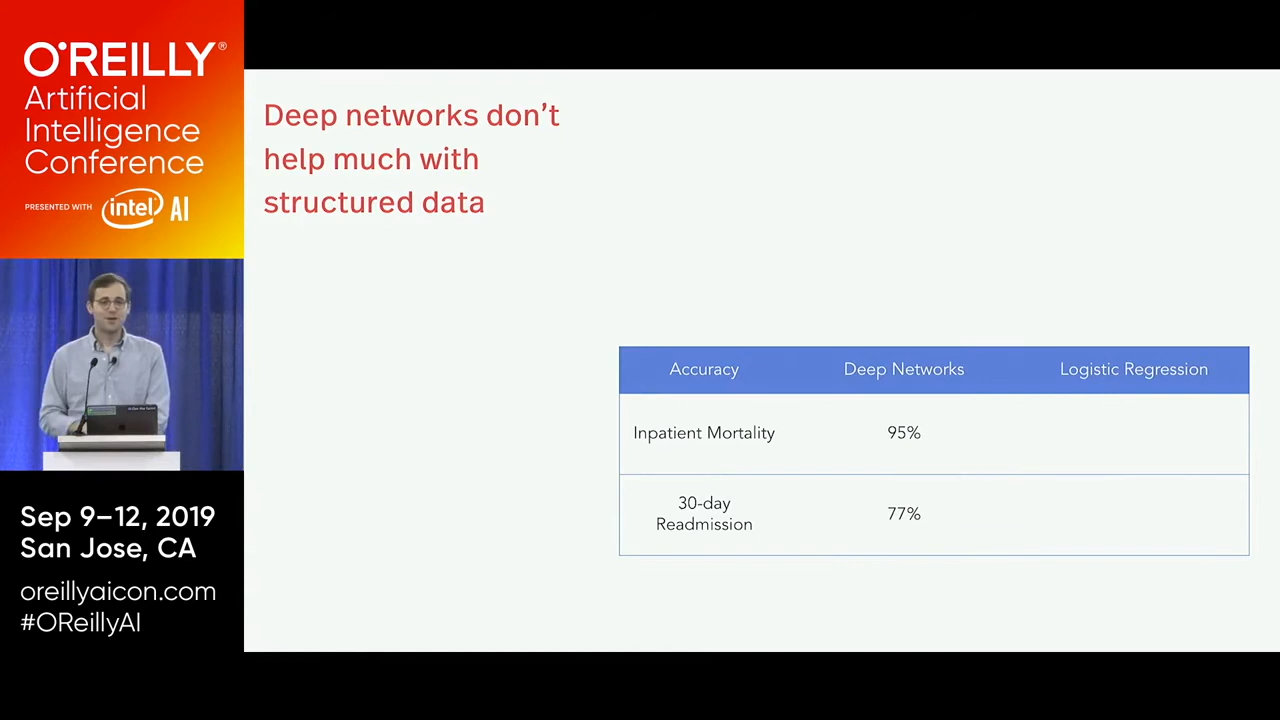 O'REILLY®
Artificial
Intelligence
Conference
PRESENTED WITH intel AI
Sep 9–12, 2019
San Jose, CA
oreillyaicon.com
#OReillyAI
Deep networks don’t
help much with
structured data
Accuracy Deep Networks Logistic Regression
Inpatient Mortality 95%
30-day
Readmission 77%